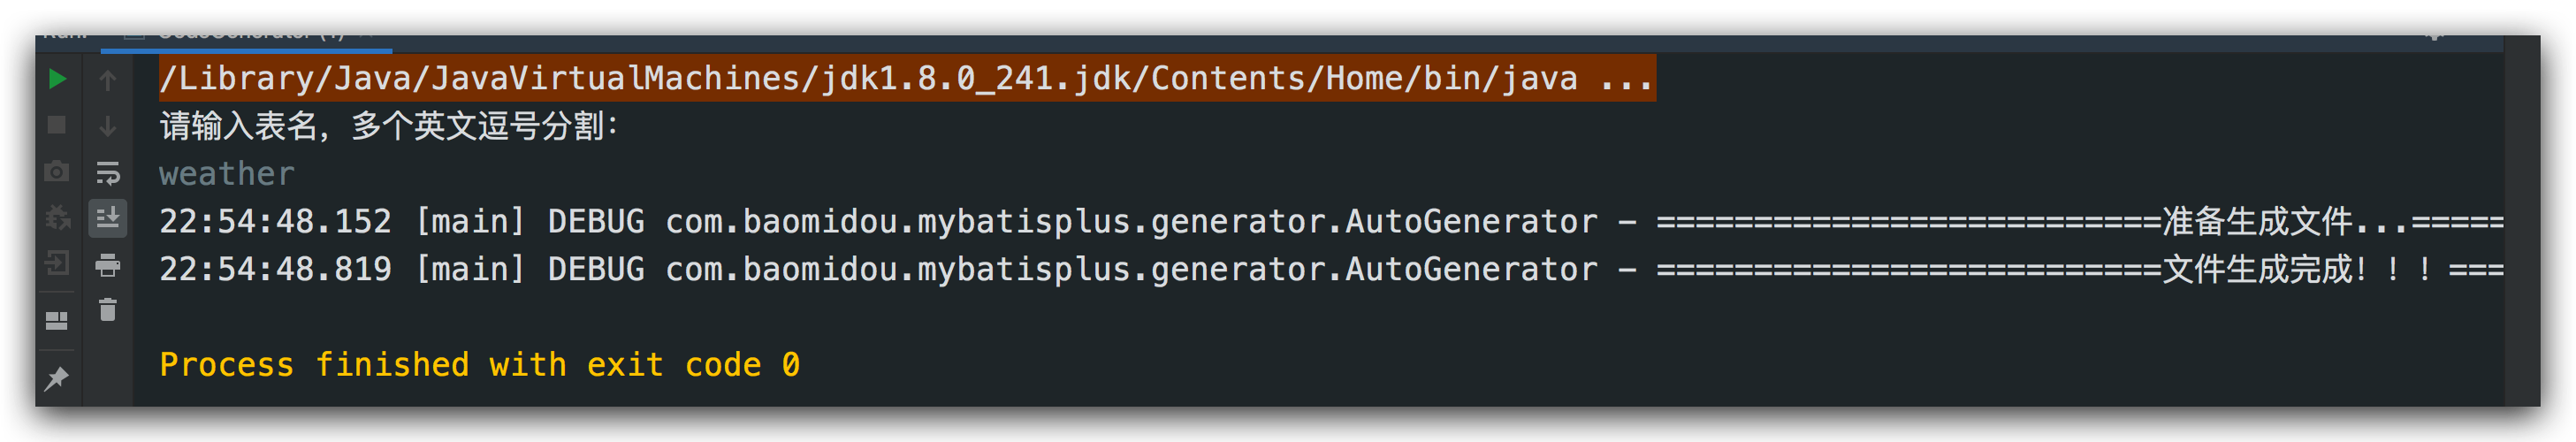 /Library/Java/JavaVirtualMachines/jdk1.8.0_241.jdk/Contents/Home/bin/java ...
请输入表名，多个英文逗号分割：
weather
22:54:48.152 [main] DEBUG com.baomidou.mybatisplus.generator.AutoGenerator - ==========================准备生成文件...=====
22:54:48.819 [main] DEBUG com.baomidou.mybatisplus.generator.AutoGenerator - ==========================文件生成完成！！！===
Process finished with exit code 0